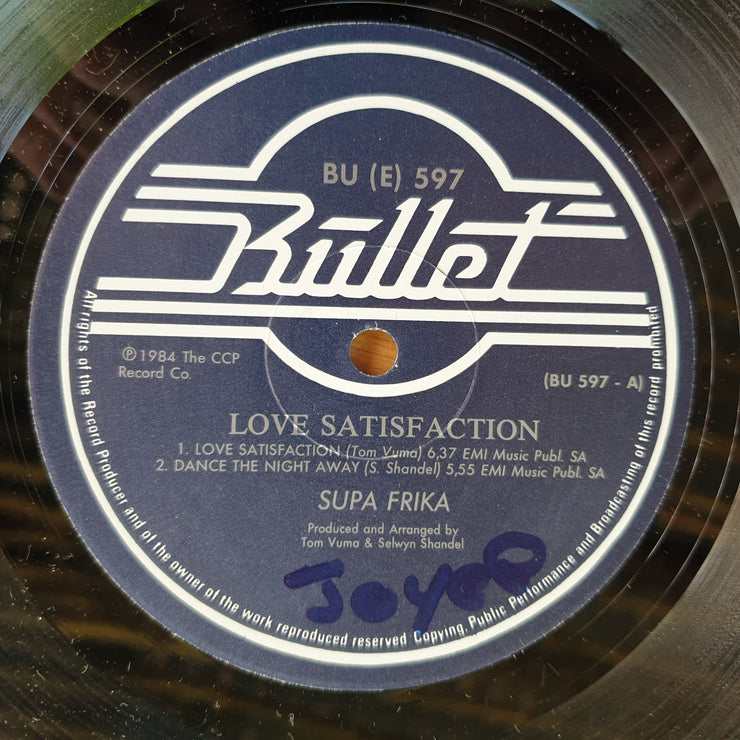 BU (E) 597
Bullet
℗1984 The CCP
Record Co.
(BU 597 - A)
LOVE SATISFACTION
1. LOVE SATISFACTION (Tom Vuma) 6,37 EMI Music Publ. SA
2. DANCE THE NIGHT AWAY (S. Shandel) 5,55 EMI Music Publ. SA
SUPA FRIKA
Produced and Arranged by
Tom Vuma & Selwyn Shandel
All rights of the Record Producer and of the owner of the work reproduced reserved. Copying, Public Performance and Broadcasting of this record prohibited